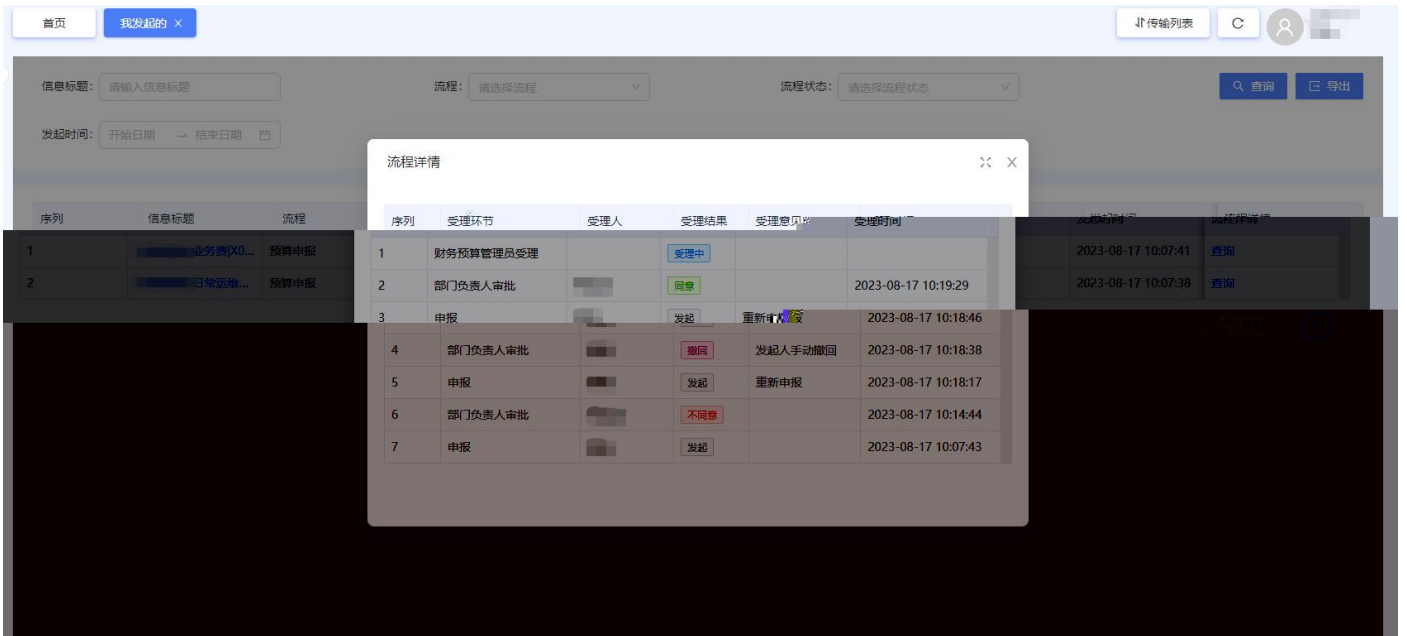 首页 我发起的 × 传输列表
信息标题: 请输入信息标题 流程: 请选择流程 流程状态: 请选择流程状态 查询 导出
发起时间: 开始日期 → 结束日期
流程详情
序列 信息标题 流程
序列 受理环节 受理人 受理结果 受理意见 受理时间
1 业务费|X0... 预算申报 2023-08-17 10:07:41 查询
2 日常运维... 预算申报 2023-08-17 10:07:38 查询
1 财务预算管理员受理 受理中
2 部门负责人审批 同意 2023-08-17 10:19:29
3 申报 发起 重新 2023-08-17 10:18:46
4 部门负责人审批 撤回 发起人手动撤回 2023-08-17 10:18:38
5 申报 发起 重新申报 2023-08-17 10:18:17
6 部门负责人审批 不同意 2023-08-17 10:14:44
7 申报 发起 2023-08-17 10:07:43